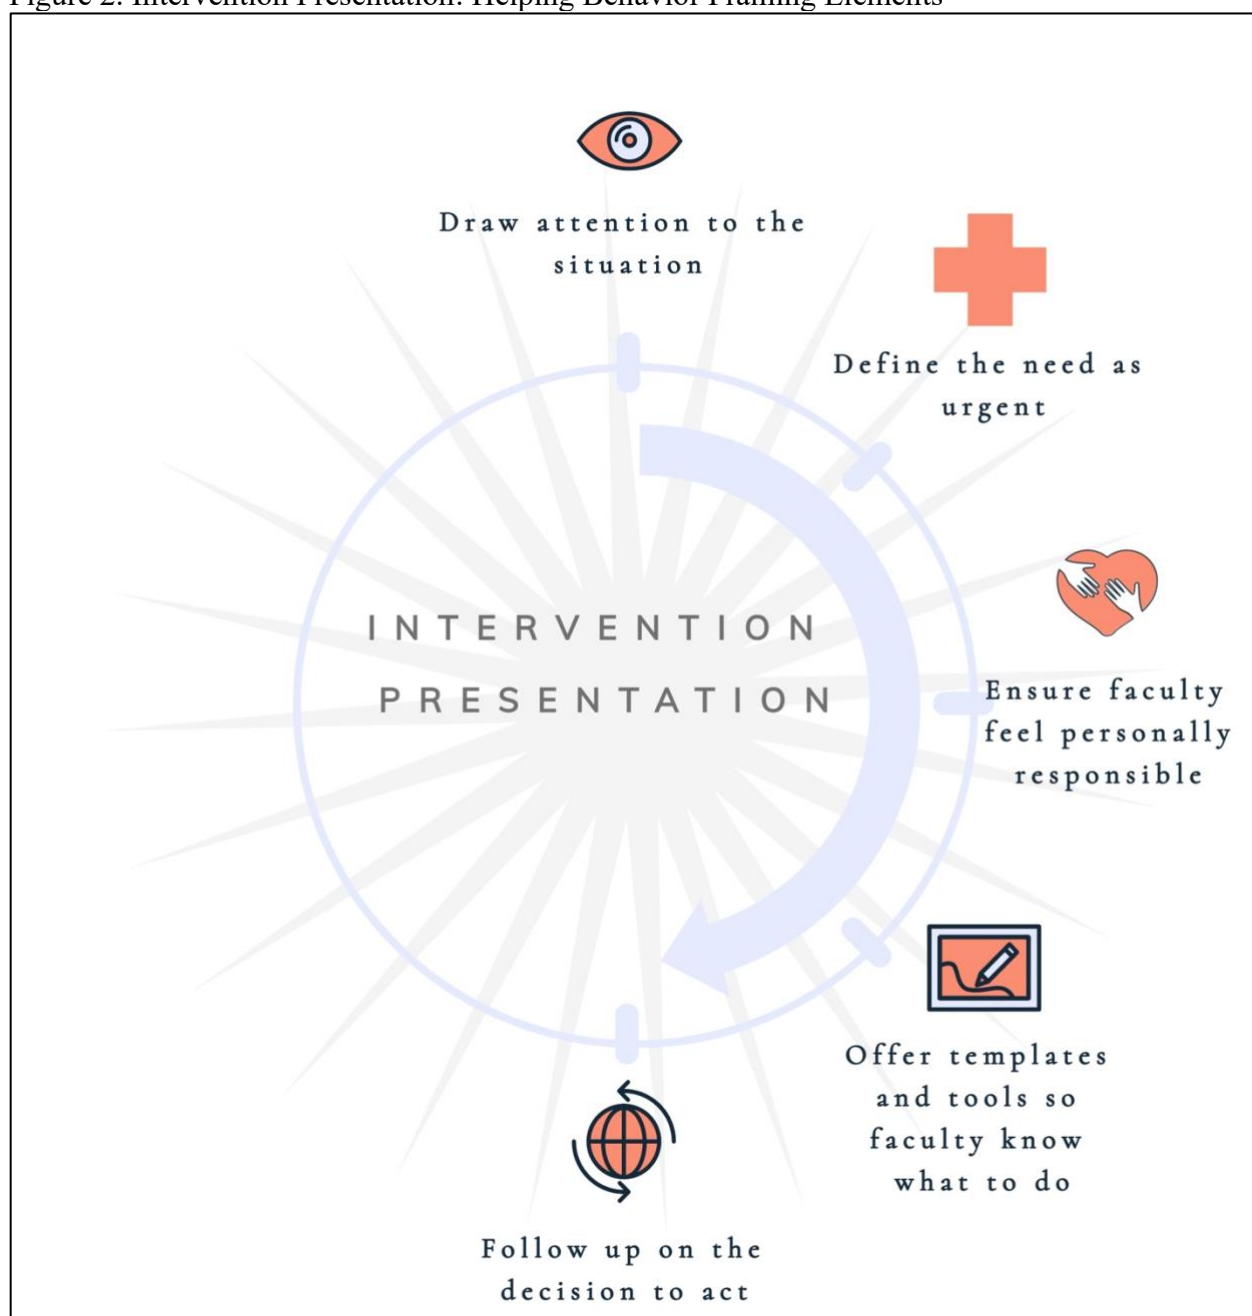 Figure 2: Intervention Presentation: Helping Behavior Framing Elements
Draw attention to the
situation
Define the need as
urgent
INTERVENTION
PRESENTATION
Ensure faculty
feel personally
responsible
Offer templates
and tools so
faculty know
what to do
Follow up on the
decision to act